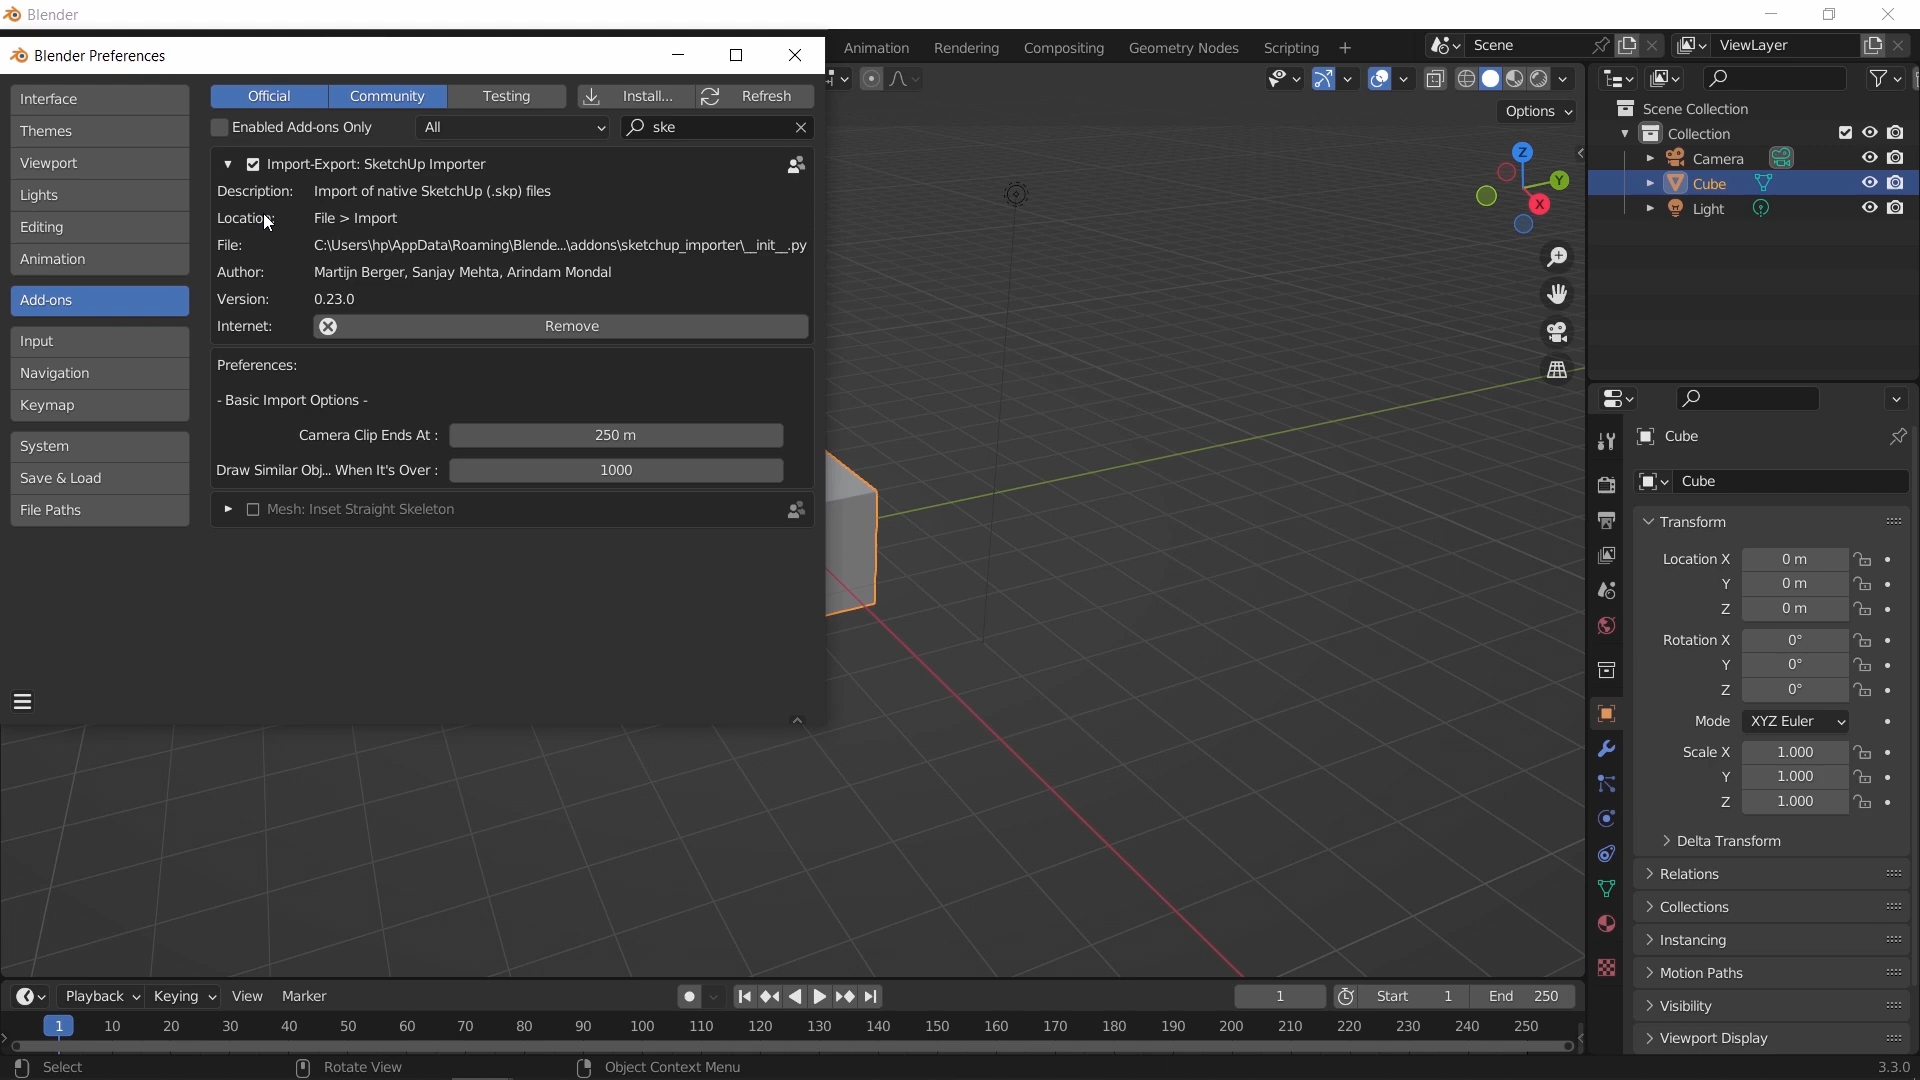 Blender
Blender Preferences
Animation Rendering Compositing Geometry Nodes Scripting +
Scene
ViewLayer
Interface
Themes
Viewport
Lights
Editing
Animation
Add-ons
Input
Navigation
Keymap
System
Save & Load
File Paths
Official Community Testing Install... Refresh
Enabled Add-ons Only All ske
Import-Export: SketchUp Importer
Description: Import of native SketchUp (.skp) files
Location: File > Import
File: C:\Users\hp\AppData\Roaming\Blende...\addons\sketchup_importer\__init__.py
Author: Martijn Berger, Sanjay Mehta, Arindam Mondal
Version: 0.23.0
Internet: Remove
Preferences:
- Basic Import Options -
Camera Clip Ends At : 250 m
Draw Similar Obj... When It's Over : 1000
Mesh: Inset Straight Skeleton
Options
Z
Y
X
Scene Collection
Collection
Camera
Cube
Light
Cube
Cube
Transform
Location X 0 m
Y 0 m
Z 0 m
Rotation X 0°
Y 0°
Z 0°
Mode XYZ Euler
Scale X 1.000
Y 1.000
Z 1.000
Delta Transform
Relations
Collections
Instancing
Motion Paths
Visibility
Viewport Display
Playback Keying View Marker 1 Start 1 End 250
1 10 20 30 40 50 60 70 80 90 100 110 120 130 140 150 160 170 180 190 200 210 220 230 240 250
Select Rotate View Object Context Menu 3.3.0